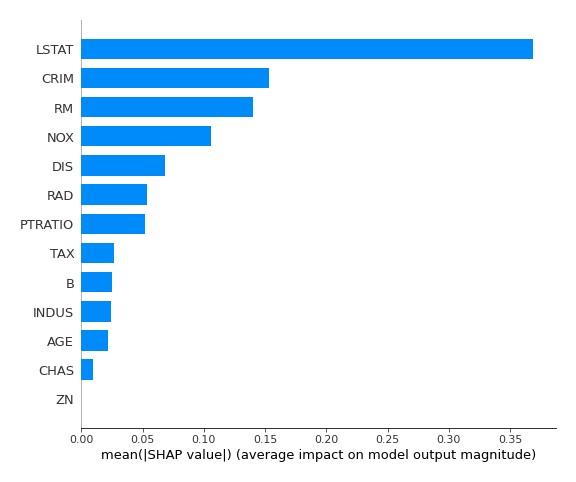 LSTAT
CRIM
RM
NOX
DIS
RAD
PTRATIO
TAX
B
INDUS
AGE
CHAS
ZN
0.00 0.05 0.10 0.15 0.20 0.25 0.30 0.35
mean(|SHAP value|) (average impact on model output magnitude)